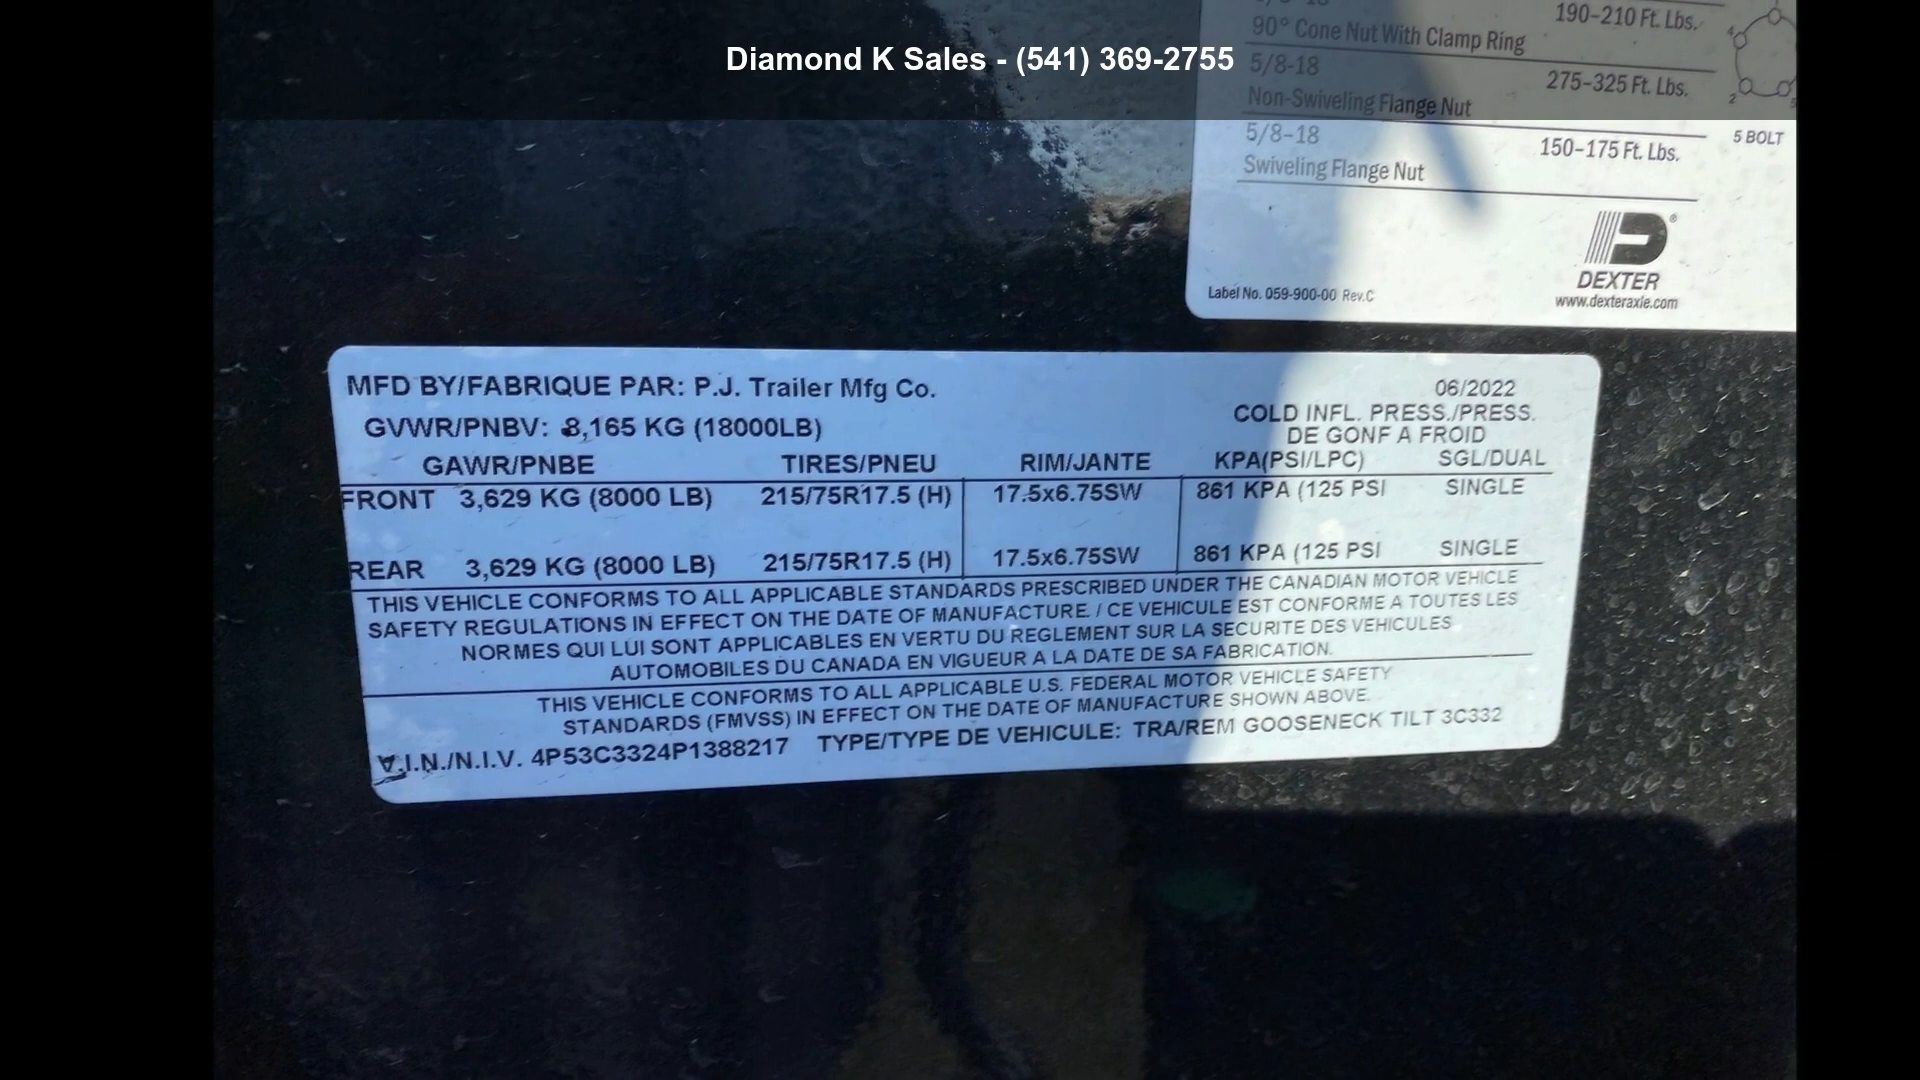 Diamond K Sales - (541) 369-2755
190-210 Ft. Lbs.
90° Cone Nut With Clamp Ring
5/8-18
275-325 Ft. Lbs.
Non-Swiveling Flange Nut
5/8-18
150-175 Ft. Lbs.
Swiveling Flange Nut
4
2
5 BOLT
DEXTER
www.dexteraxle.com
Label No. 059-900-00 Rev.C
MFD BY/FABRIQUE PAR: P.J. Trailer Mfg Co.
06/2022
GVWR/PNBV: 8,165 KG (18000LB)
COLD INFL. PRESS./PRESS.
DE GONF A FROID
GAWR/PNBE TIRES/PNEU RIM/JANTE KPA(PSI/LPC) SGL/DUAL
FRONT 3,629 KG (8000 LB) 215/75R17.5 (H) 17.5x6.75SW 861 KPA (125 PSI SINGLE
REAR 3,629 KG (8000 LB) 215/75R17.5 (H) 17.5x6.75SW 861 KPA (125 PSI SINGLE
THIS VEHICLE CONFORMS TO ALL APPLICABLE STANDARDS PRESCRIBED UNDER THE CANADIAN MOTOR VEHICLE
SAFETY REGULATIONS IN EFFECT ON THE DATE OF MANUFACTURE. / CE VEHICULE EST CONFORME A TOUTES LES
NORMES QUI LUI SONT APPLICABLES EN VERTU DU REGLEMENT SUR LA SECURITE DES VEHICULES
AUTOMOBILES DU CANADA EN VIGUEUR A LA DATE DE SA FABRICATION.
THIS VEHICLE CONFORMS TO ALL APPLICABLE U.S. FEDERAL MOTOR VEHICLE SAFETY
STANDARDS (FMVSS) IN EFFECT ON THE DATE OF MANUFACTURE SHOWN ABOVE.
V.I.N./N.I.V. 4P53C3324P1388217 TYPE/TYPE DE VEHICULE: TRA/REM GOOSENECK TILT 3C332